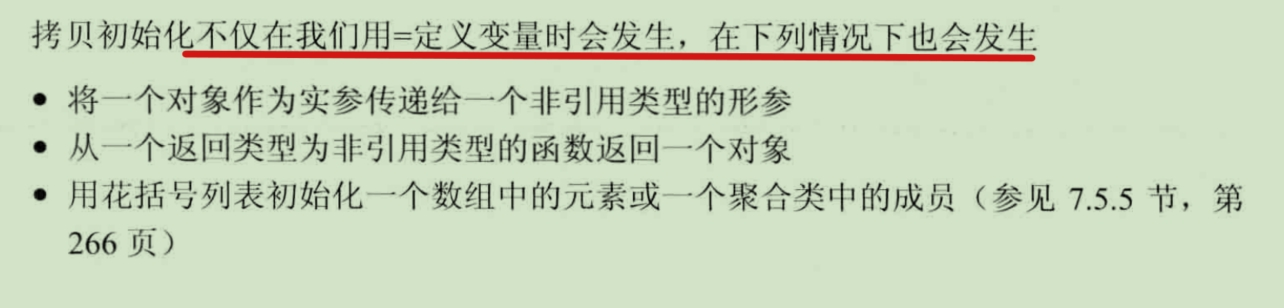 拷贝初始化不仅在我们用=定义变量时会发生，在下列情况下也会发生
• 将一个对象作为实参传递给一个非引用类型的形参
• 从一个返回类型为非引用类型的函数返回一个对象
• 用花括号列表初始化一个数组中的元素或一个聚合类中的成员（参见 7.5.5 节，第
266 页）